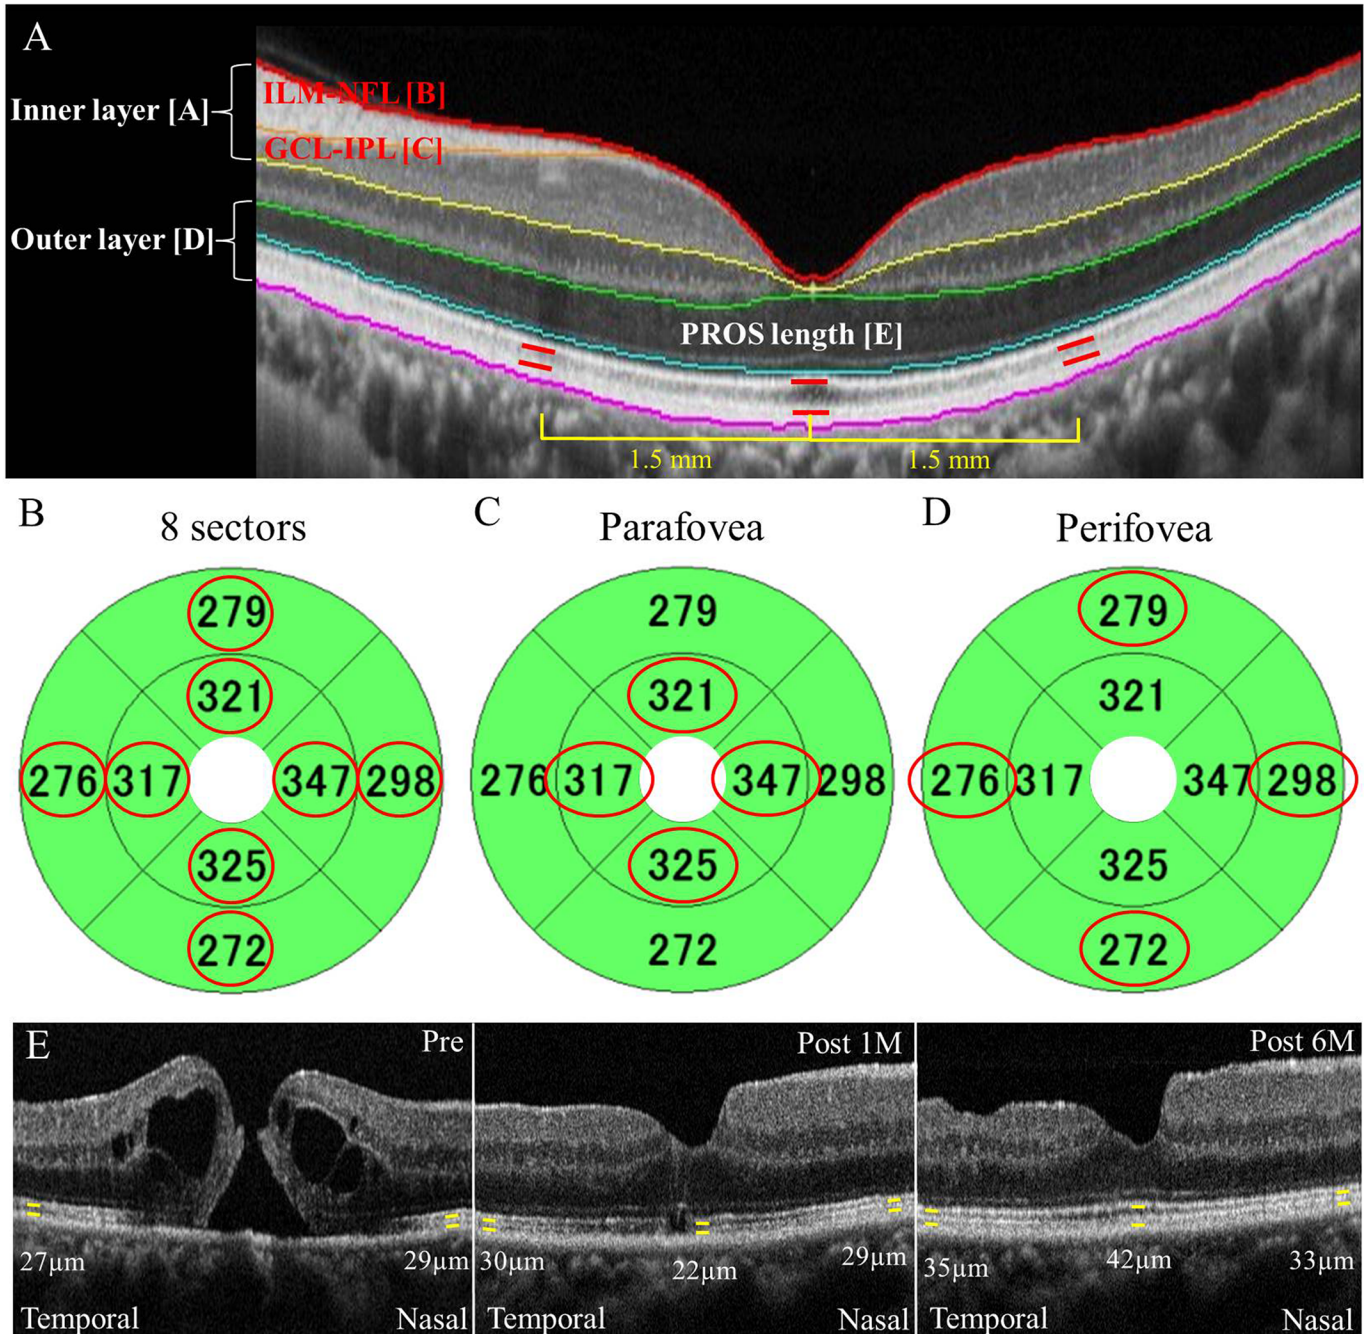 A
Inner layer [A]
ILM-NFL [B]
GCL-IPL [C]
Outer layer [D]
PROS length [E]
1.5 mm 1.5 mm
B 8 sectors
C Parafovea
D Perifovea
279 279 279
321 321 321
276 317 347 298 276 317 347 298 276 317 347 298
325 325 325
272 272 272
E Pre Post 1M Post 6M
27μm 29μm 30μm 22μm 29μm 35μm 42μm 33μm
Temporal Nasal Temporal Nasal Temporal Nasal